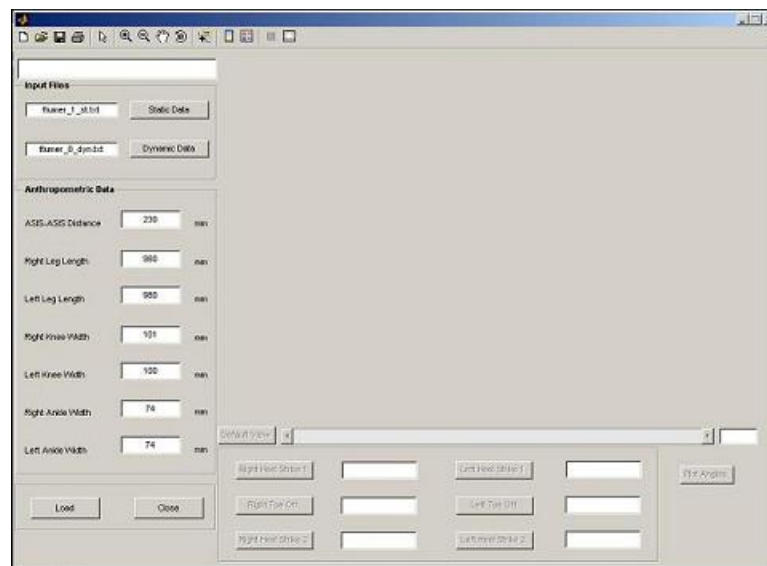 Input Files
Static Data
Dynamic Data
Anthropometric Data
ASIS-ASIS Distance 230 mm
Right Leg Length 980 mm
Left Leg Length 980 mm
Right Knee Width 101 mm
Left Knee Width 100 mm
Right Ankle Width 74 mm
Left Ankle Width 74 mm
Load Close
Default View
Right Heel Strike 1 Left Heel Strike 1 Plot Angles
Right Toe Off Left Toe Off
Right Heel Strike 2 Left Heel Strike 2